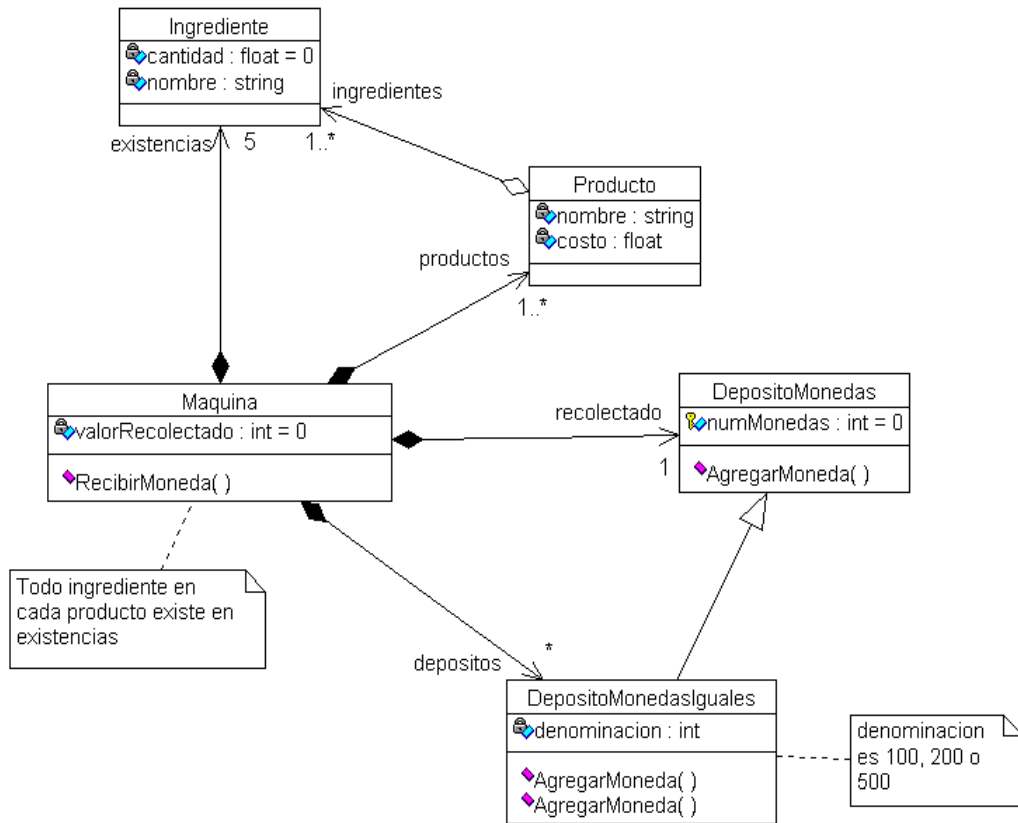 Ingrediente
cantidad : float = 0
nombre : string
ingredientes
existencias
5
1..*
Producto
nombre : string
costo : float
productos
1..*
Maquina
valorRecolectado : int = 0
RecibirMoneda( )
recolectado
1
DepositoMonedas
numMonedas : int = 0
AgregarMoneda( )
Todo ingrediente en
cada producto existe en
existencias
depositos
*
DepositoMonedasIguales
denominacion : int
AgregarMoneda( )
AgregarMoneda( )
denominacion
es 100, 200 o
500